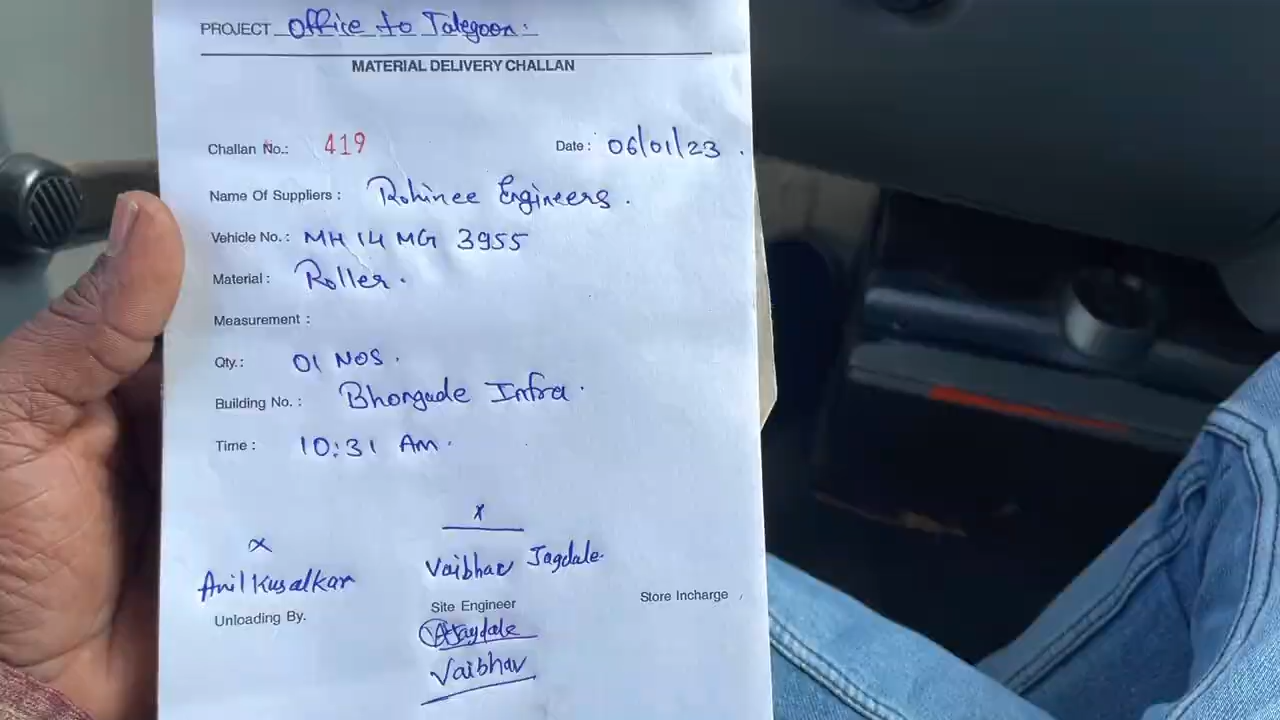 PROJECT Office to Talegoon.
MATERIAL DELIVERY CHALLAN
Challan No.: 419 Date: 06/01/23.
Name Of Suppliers : Rohinee Engineers.
Vehicle No.: MH 14 MG 3955
Material : Roller.
Measurement :
Qty.: 01 NOS.
Building No. : Bhongade Infra.
Time : 10:31 AM.
x
x
Vaibhav Jagdale
Anil Kusalkar
Site Engineer
Store Incharge
Unloading By.
Vaibhav